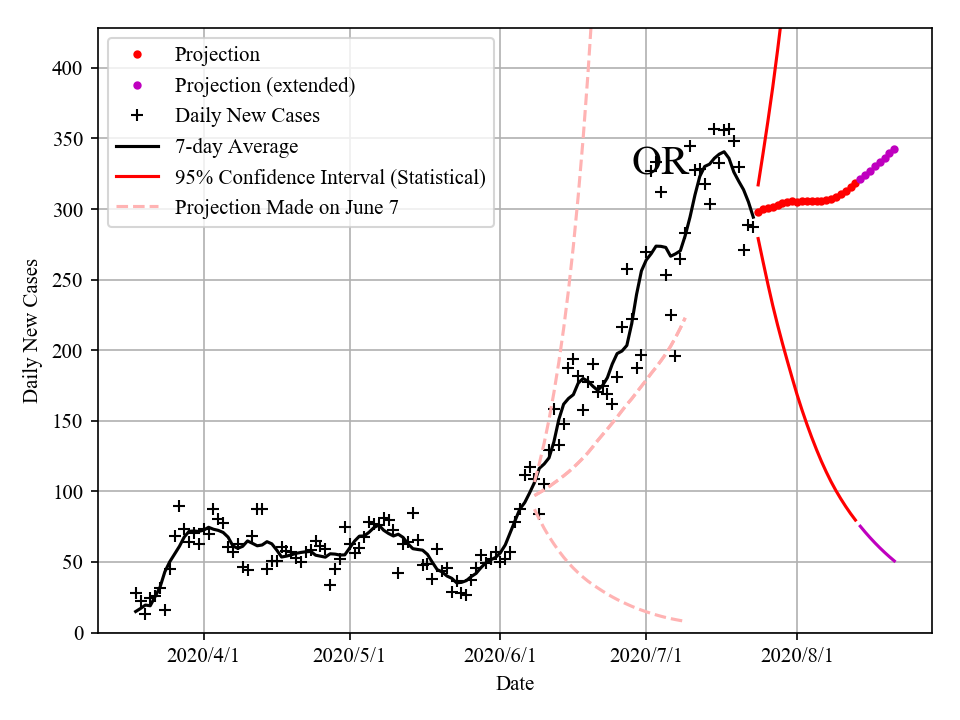 Projection
Projection (extended)
Daily New Cases
7-day Average
95% Confidence Interval (Statistical)
Projection Made on June 7
OR
400
350
300
250
200
150
100
50
0
Daily New Cases
2020/4/1 2020/5/1 2020/6/1 2020/7/1 2020/8/1
Date